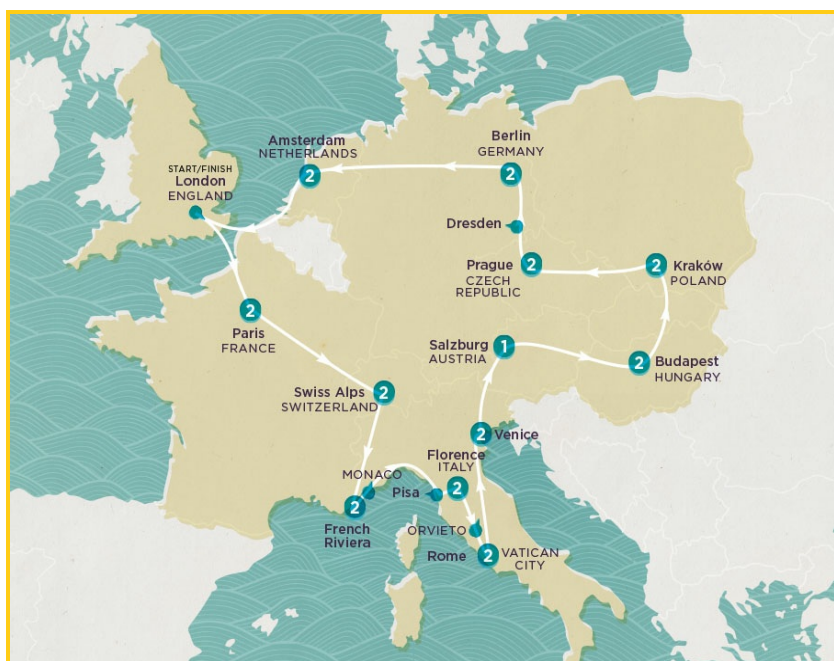 Amsterdam
NETHERLANDS
2
Berlin
GERMANY
2
START/FINISH
London
ENGLAND
Dresden
Prague
CZECH
REPUBLIC
2
2
Kraków
POLAND
2
Paris
FRANCE
Salzburg
AUSTRIA
1
2
Budapest
HUNGARY
Swiss Alps
SWITZERLAND
2
2
Venice
Florence
ITALY
2
MONACO
Pisa
2
French
Riviera
ORVIETO
Rome
2
VATICAN
CITY